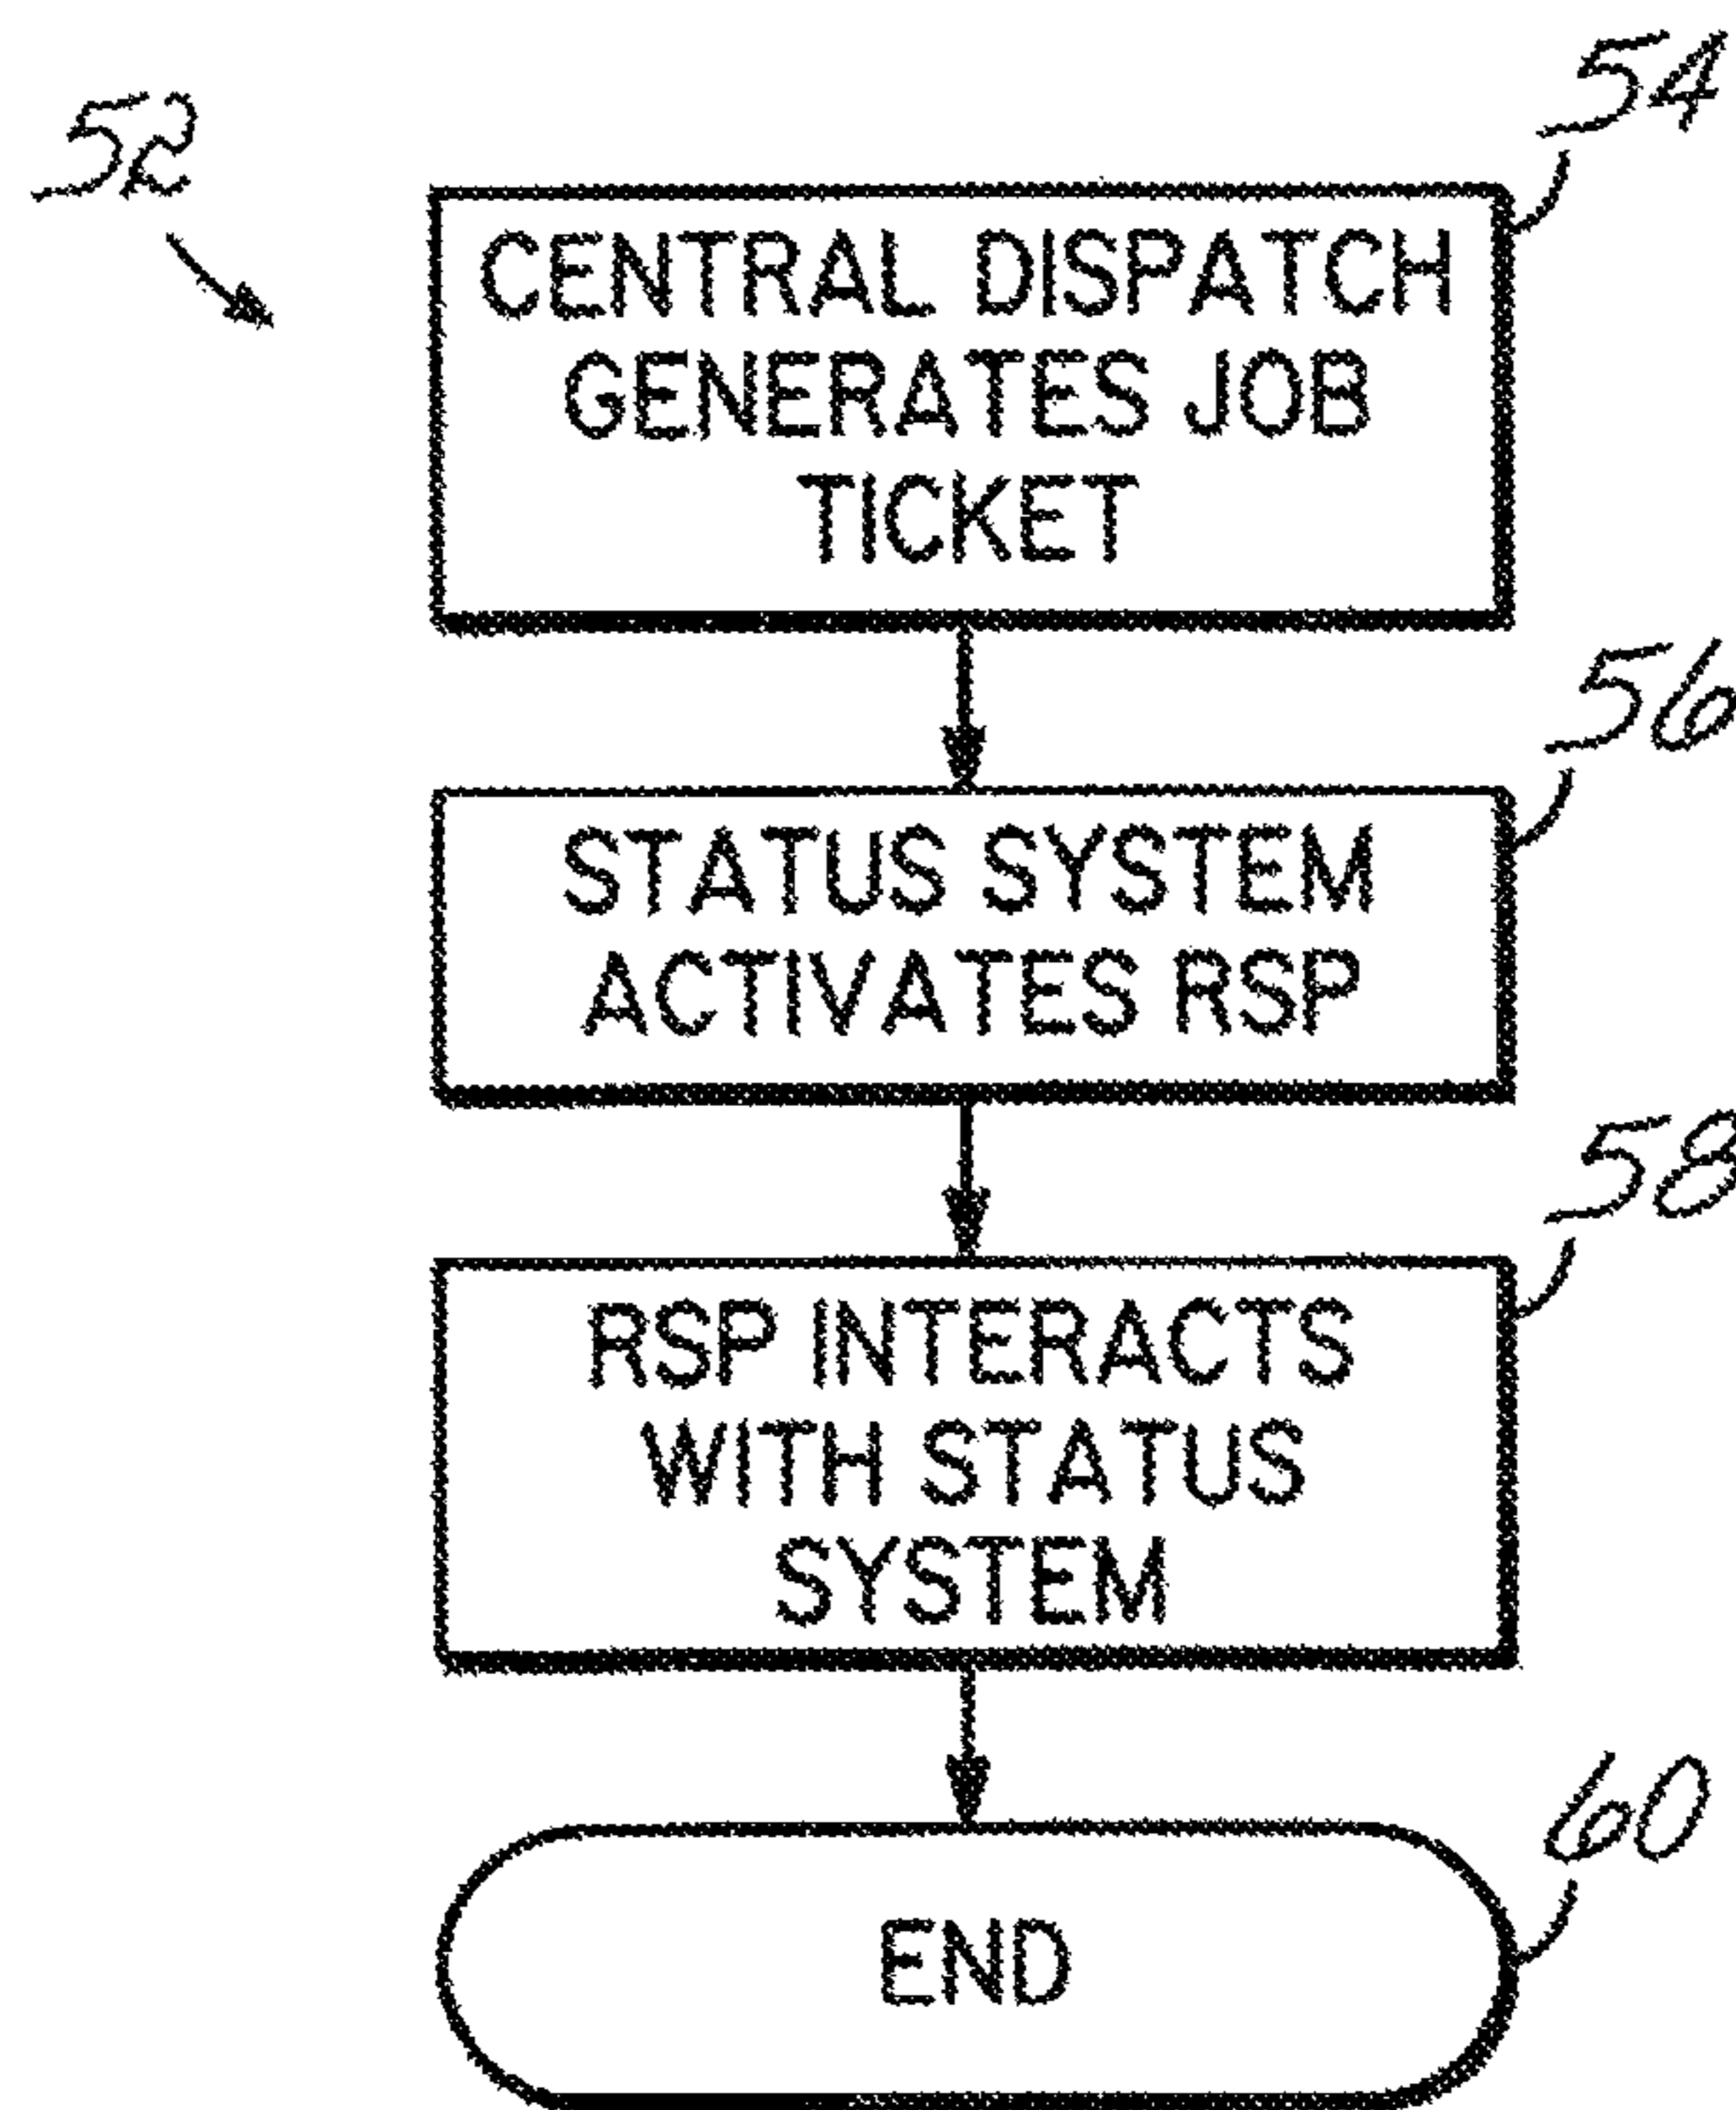 52
54
CENTRAL DISPATCH
GENERATES JOB
TICKET
56
STATUS SYSTEM
ACTIVATES RSP
58
RSP INTERACTS
WITH STATUS
SYSTEM
60
END